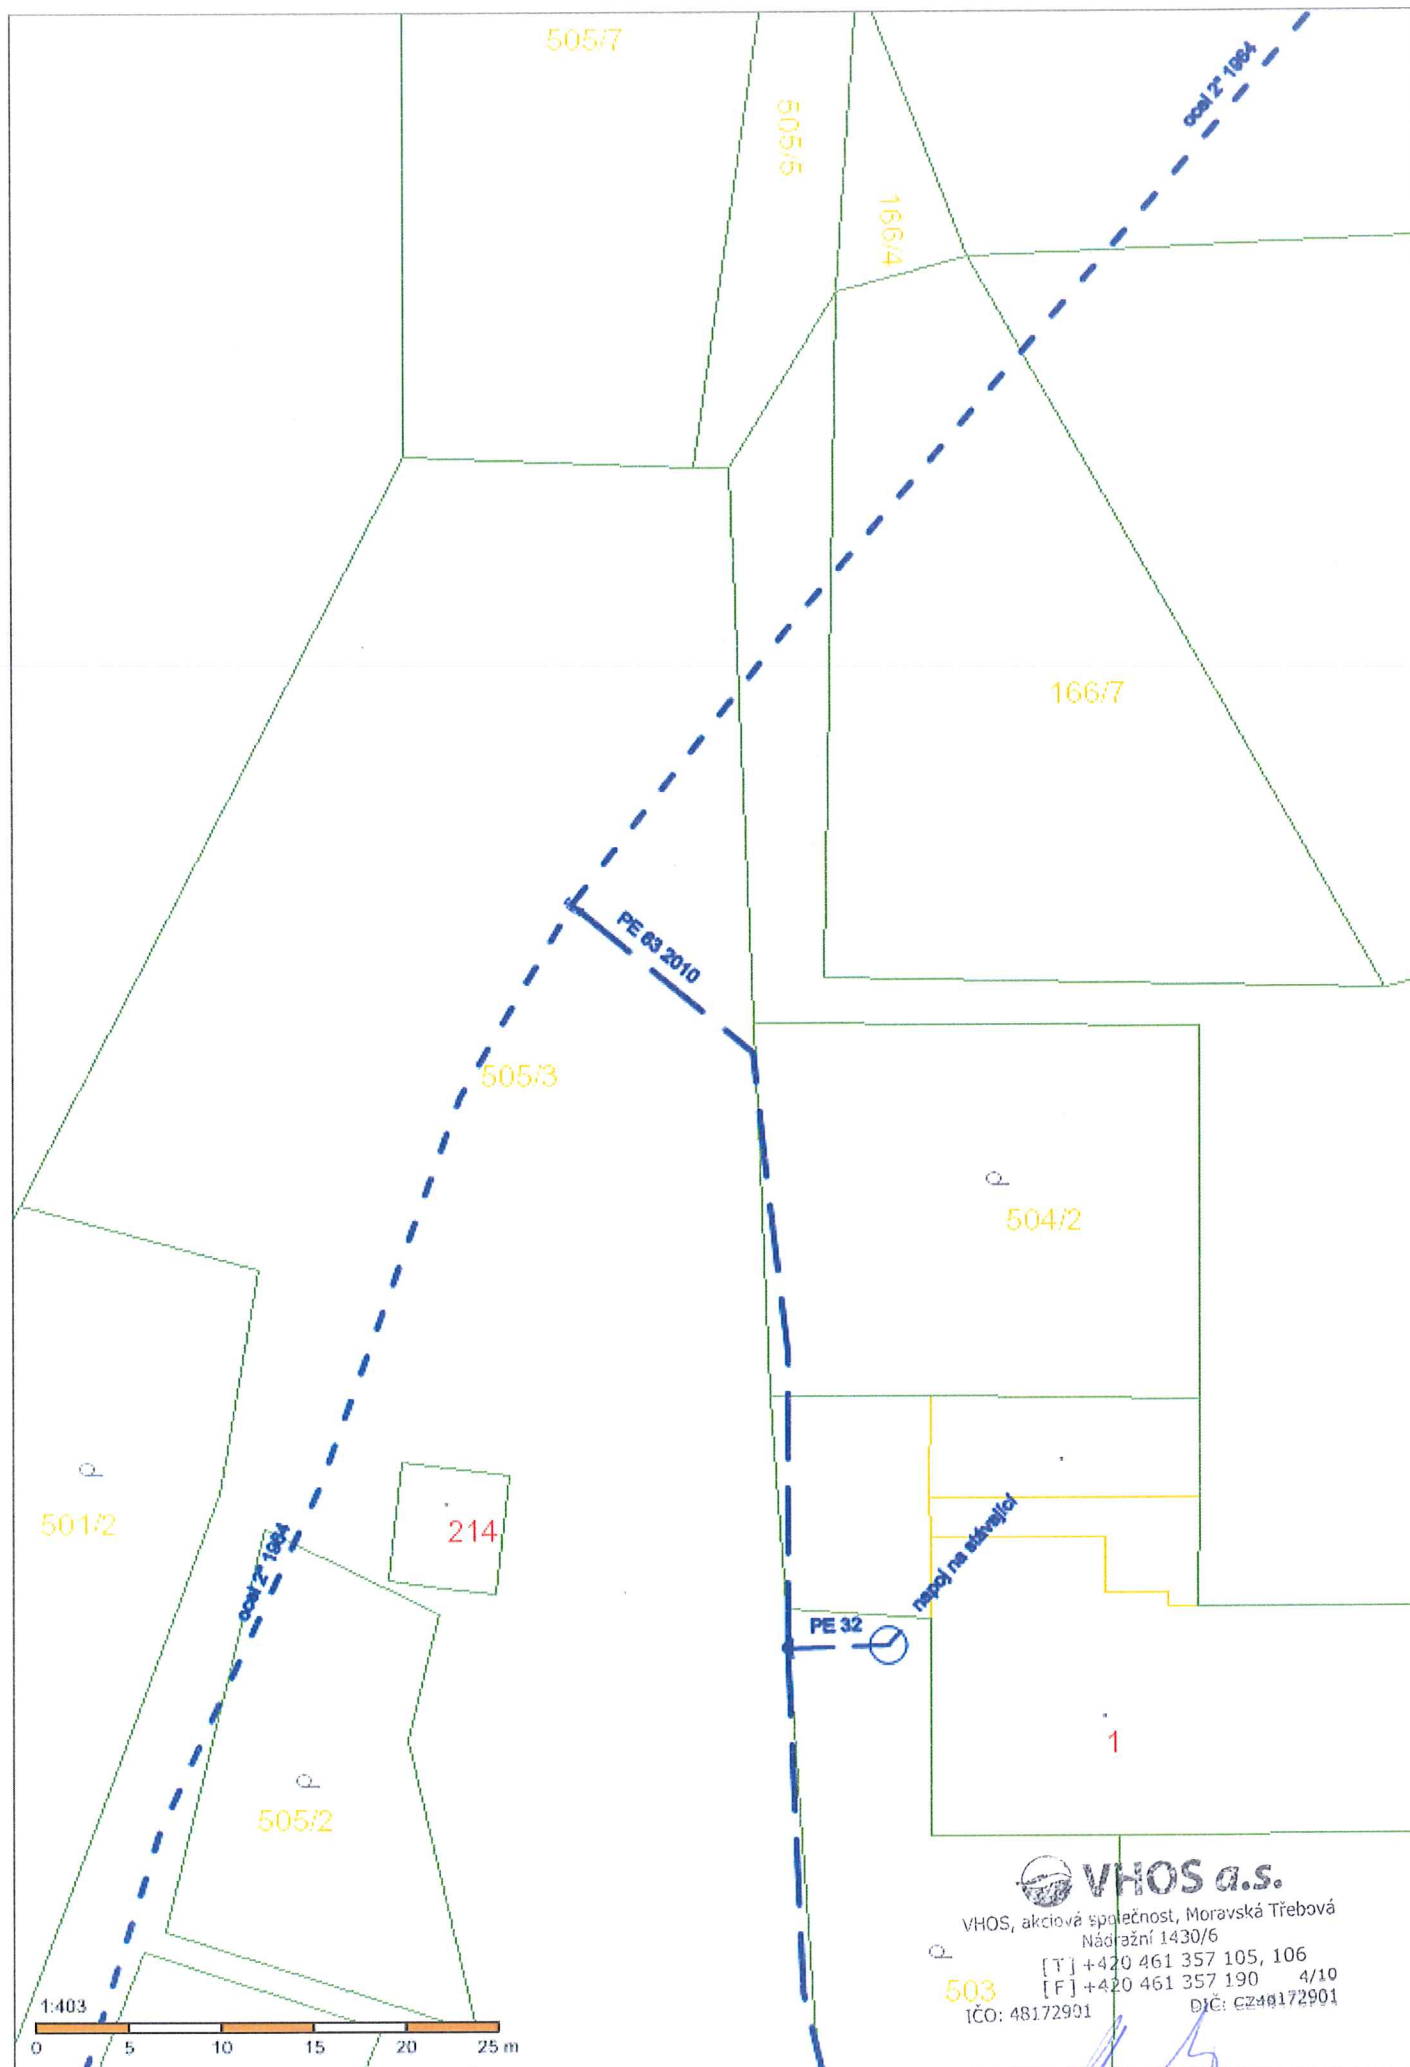 505/7
505/5
166/4
ocel 2" 1964
166/7
PE 63 2010
505/3
504/2
501/2
214
ocel 2" 1964
napoj na stávající
PE 32
1
505/2
VHOS a.s.
VHOS, akciová společnost, Moravská Třebová
Nádražní 1430/6
[T] +420 461 357 105, 106
[F] +420 461 357 190 4/10
IČO: 48172901 DIČ: CZ48172901
503
1:403
0 5 10 15 20 25 m